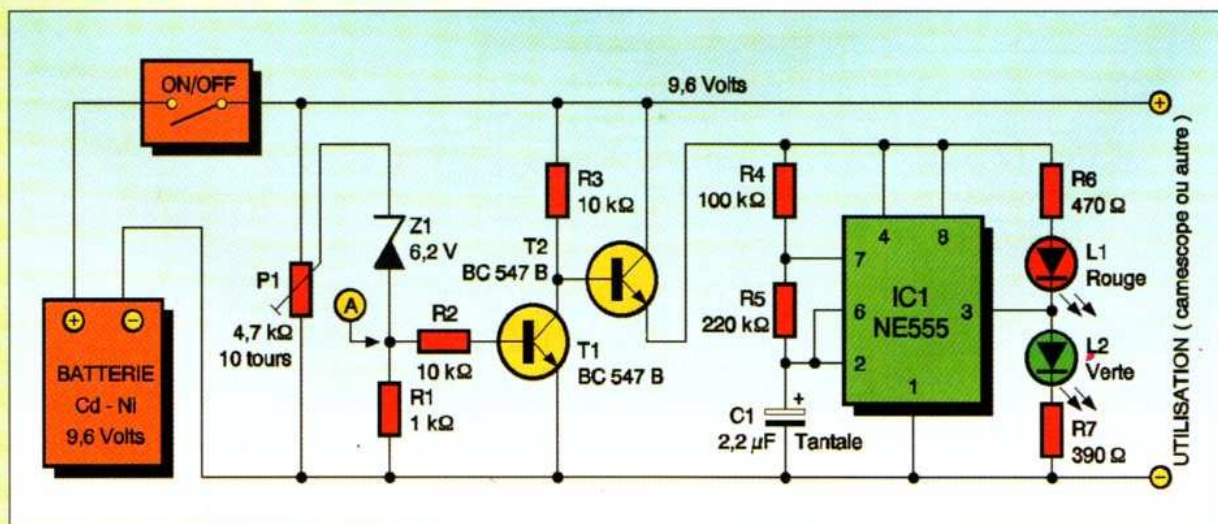 ON/OFF
9,6 Volts
+
R3
10 kΩ
R4
100 kΩ
R6
470 Ω
Z1
6,2 V
T2
BC 547 B
4
8
7
L1
Rouge
P1
4,7 kΩ
10 tours
A
R2
10 kΩ
T1
BC 547 B
R5
220 kΩ
IC1
NE555
6
3
2
1
L2
Verte
+
−
BATTERIE
Cd - Ni
9,6 Volts
R1
1 kΩ
C1
+
2,2 µF
Tantale
R7
390 Ω
−
UTILISATION ( camescope ou autre )